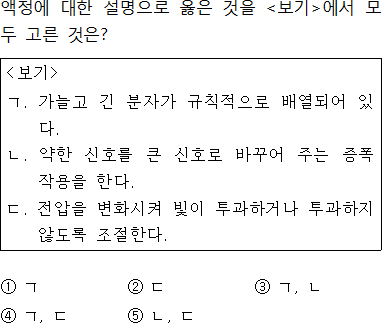 액정에 대한 설명으로 옳은 것을 <보기>에서 모
두 고른 것은?
<보기>
ㄱ. 가늘고 긴 분자가 규칙적으로 배열되어 있
다.
ㄴ. 약한 신호를 큰 신호로 바꾸어 주는 증폭
작용을 한다.
ㄷ. 전압을 변화시켜 빛이 투과하거나 투과하지
않도록 조절한다.
① ㄱ ② ㄷ ③ ㄱ, ㄴ
④ ㄱ, ㄷ ⑤ ㄴ, ㄷ